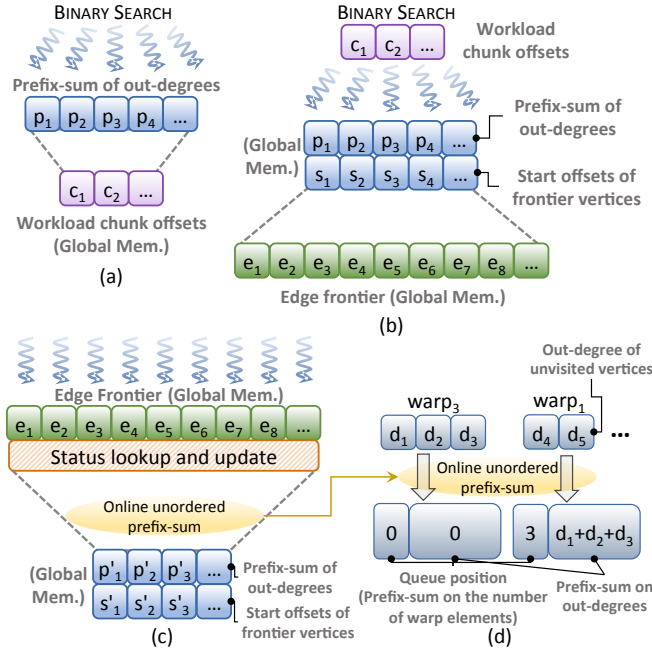 BINARY SEARCH
Prefix-sum of out-degrees
p1 p2 p3 p4 ...
c1 c2 ...
Workload chunk offsets
(Global Mem.)
(a)
BINARY SEARCH
c1 c2 ...
Workload
chunk offsets
Prefix-sum of
out-degrees
(Global
Mem.)
p1 p2 p3 p4 ...
s1 s2 s3 s4 ...
Start offsets of
frontier vertices
e1 e2 e3 e4 e5 e6 e7 e8 ...
Edge frontier (Global Mem.)
(b)
Edge Frontier (Global Mem.)
e1 e2 e3 e4 e5 e6 e7 e8 ...
Status lookup and update
Online unordered
prefix-sum
(Global
Mem.)
p'1 p'2 p'3 ...
s'1 s'2 s'3 ...
Prefix-sum of
out-degrees
Start offsets of
frontier vertices
(c)
Out-degree of
unvisited vertices
warp3
warp1
d1 d2 d3
d4 d5
...
Online unordered
prefix-sum
0 0
3 d1+d2+d3
Queue position
(Prefix-sum on the number
of warp elements)
Prefix-sum on
out-degrees
(d)